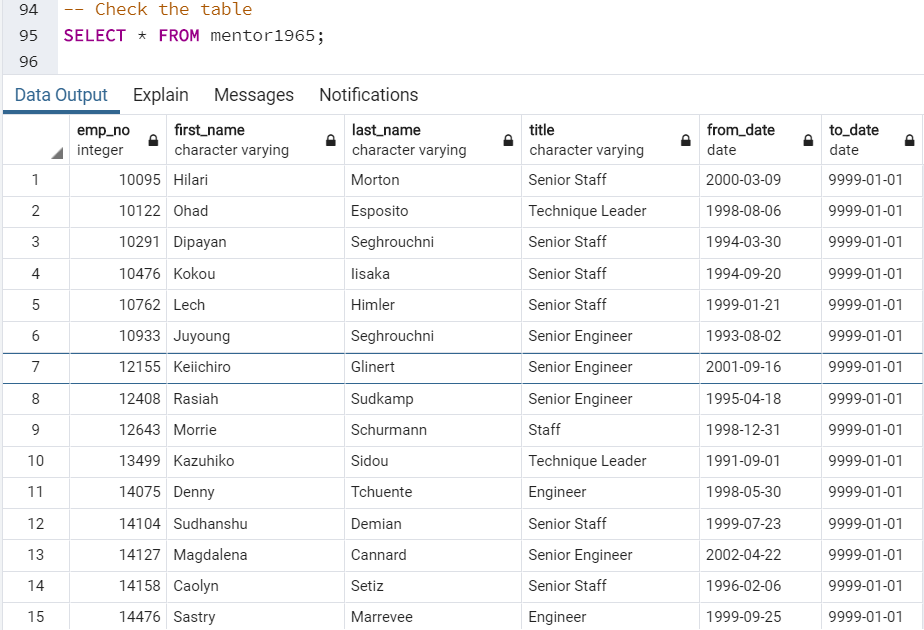 94 -- Check the table
95 SELECT * FROM mentor1965;
96
Data Output Explain Messages Notifications
emp_no first_name last_name title from_date to_date
integer character varying character varying character varying date date
1 10095 Hilari Morton Senior Staff 2000-03-09 9999-01-01
2 10122 Ohad Esposito Technique Leader 1998-08-06 9999-01-01
3 10291 Dipayan Seghrouchni Senior Staff 1994-03-30 9999-01-01
4 10476 Kokou Iisaka Senior Staff 1994-09-20 9999-01-01
5 10762 Lech Himler Senior Staff 1999-01-21 9999-01-01
6 10933 Juyoung Seghrouchni Senior Engineer 1993-08-02 9999-01-01
7 12155 Keiichiro Glinert Senior Engineer 2001-09-16 9999-01-01
8 12408 Rasiah Sudkamp Senior Engineer 1995-04-18 9999-01-01
9 12643 Morrie Schurmann Staff 1998-12-31 9999-01-01
10 13499 Kazuhiko Sidou Technique Leader 1991-09-01 9999-01-01
11 14075 Denny Tchuente Engineer 1998-05-30 9999-01-01
12 14104 Sudhanshu Demian Senior Staff 1999-07-23 9999-01-01
13 14127 Magdalena Cannard Senior Engineer 2002-04-22 9999-01-01
14 14158 Caolyn Setiz Senior Staff 1996-02-06 9999-01-01
15 14476 Sastry Marrevee Engineer 1999-09-25 9999-01-01